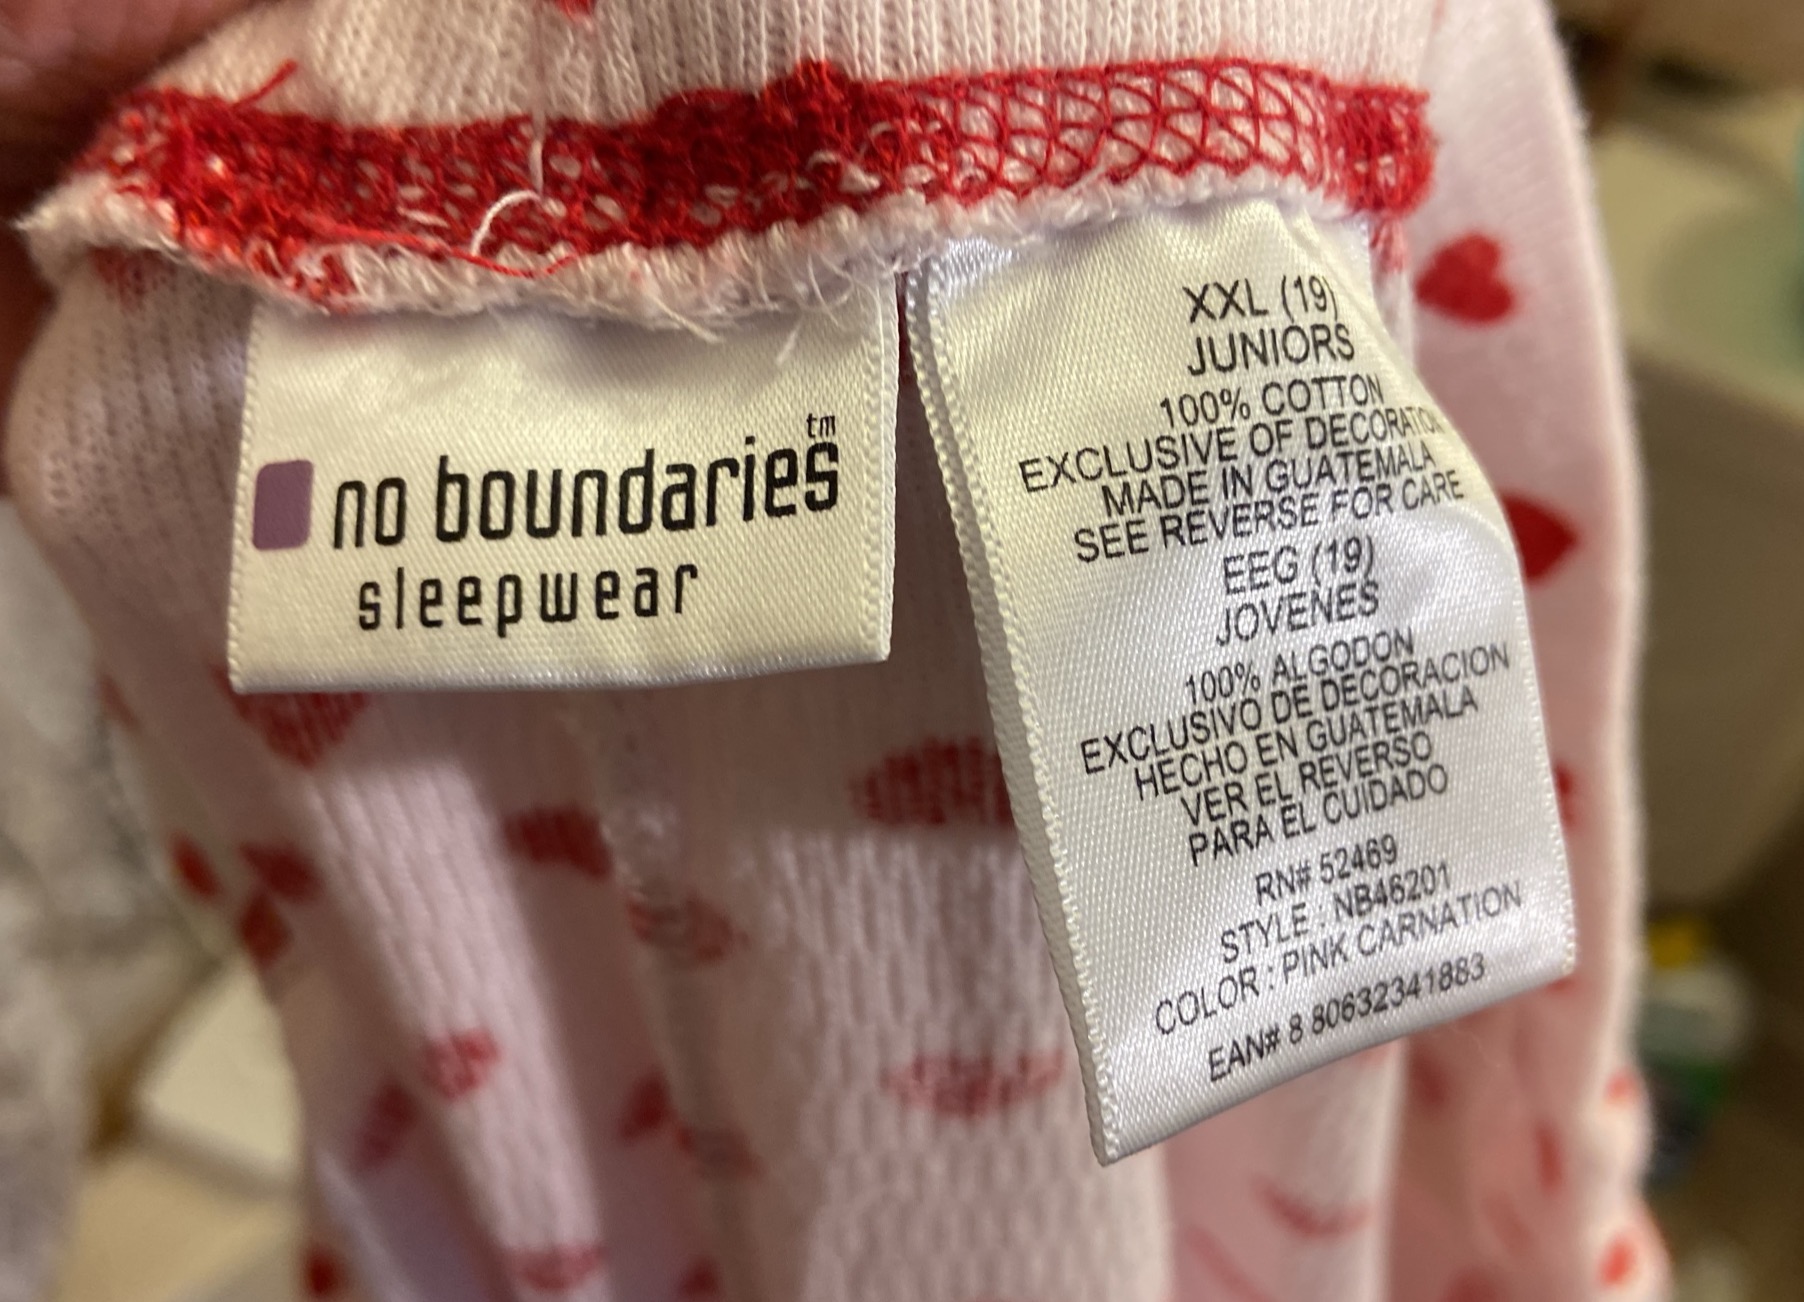 no boundaries tm
sleepwear
XXL (19)
JUNIORS
100% COTTON
EXCLUSIVE OF DECORATION
MADE IN GUATEMALA
SEE REVERSE FOR CARE
EEG (19)
JOVENES
100% ALGODON
EXCLUSIVO DE DECORACION
HECHO EN GUATEMALA
VER EL REVERSO
PARA EL CUIDADO
RN# 52469
STYLE : NB46201
COLOR : PINK CARNATION
EAN# 8 80632341883